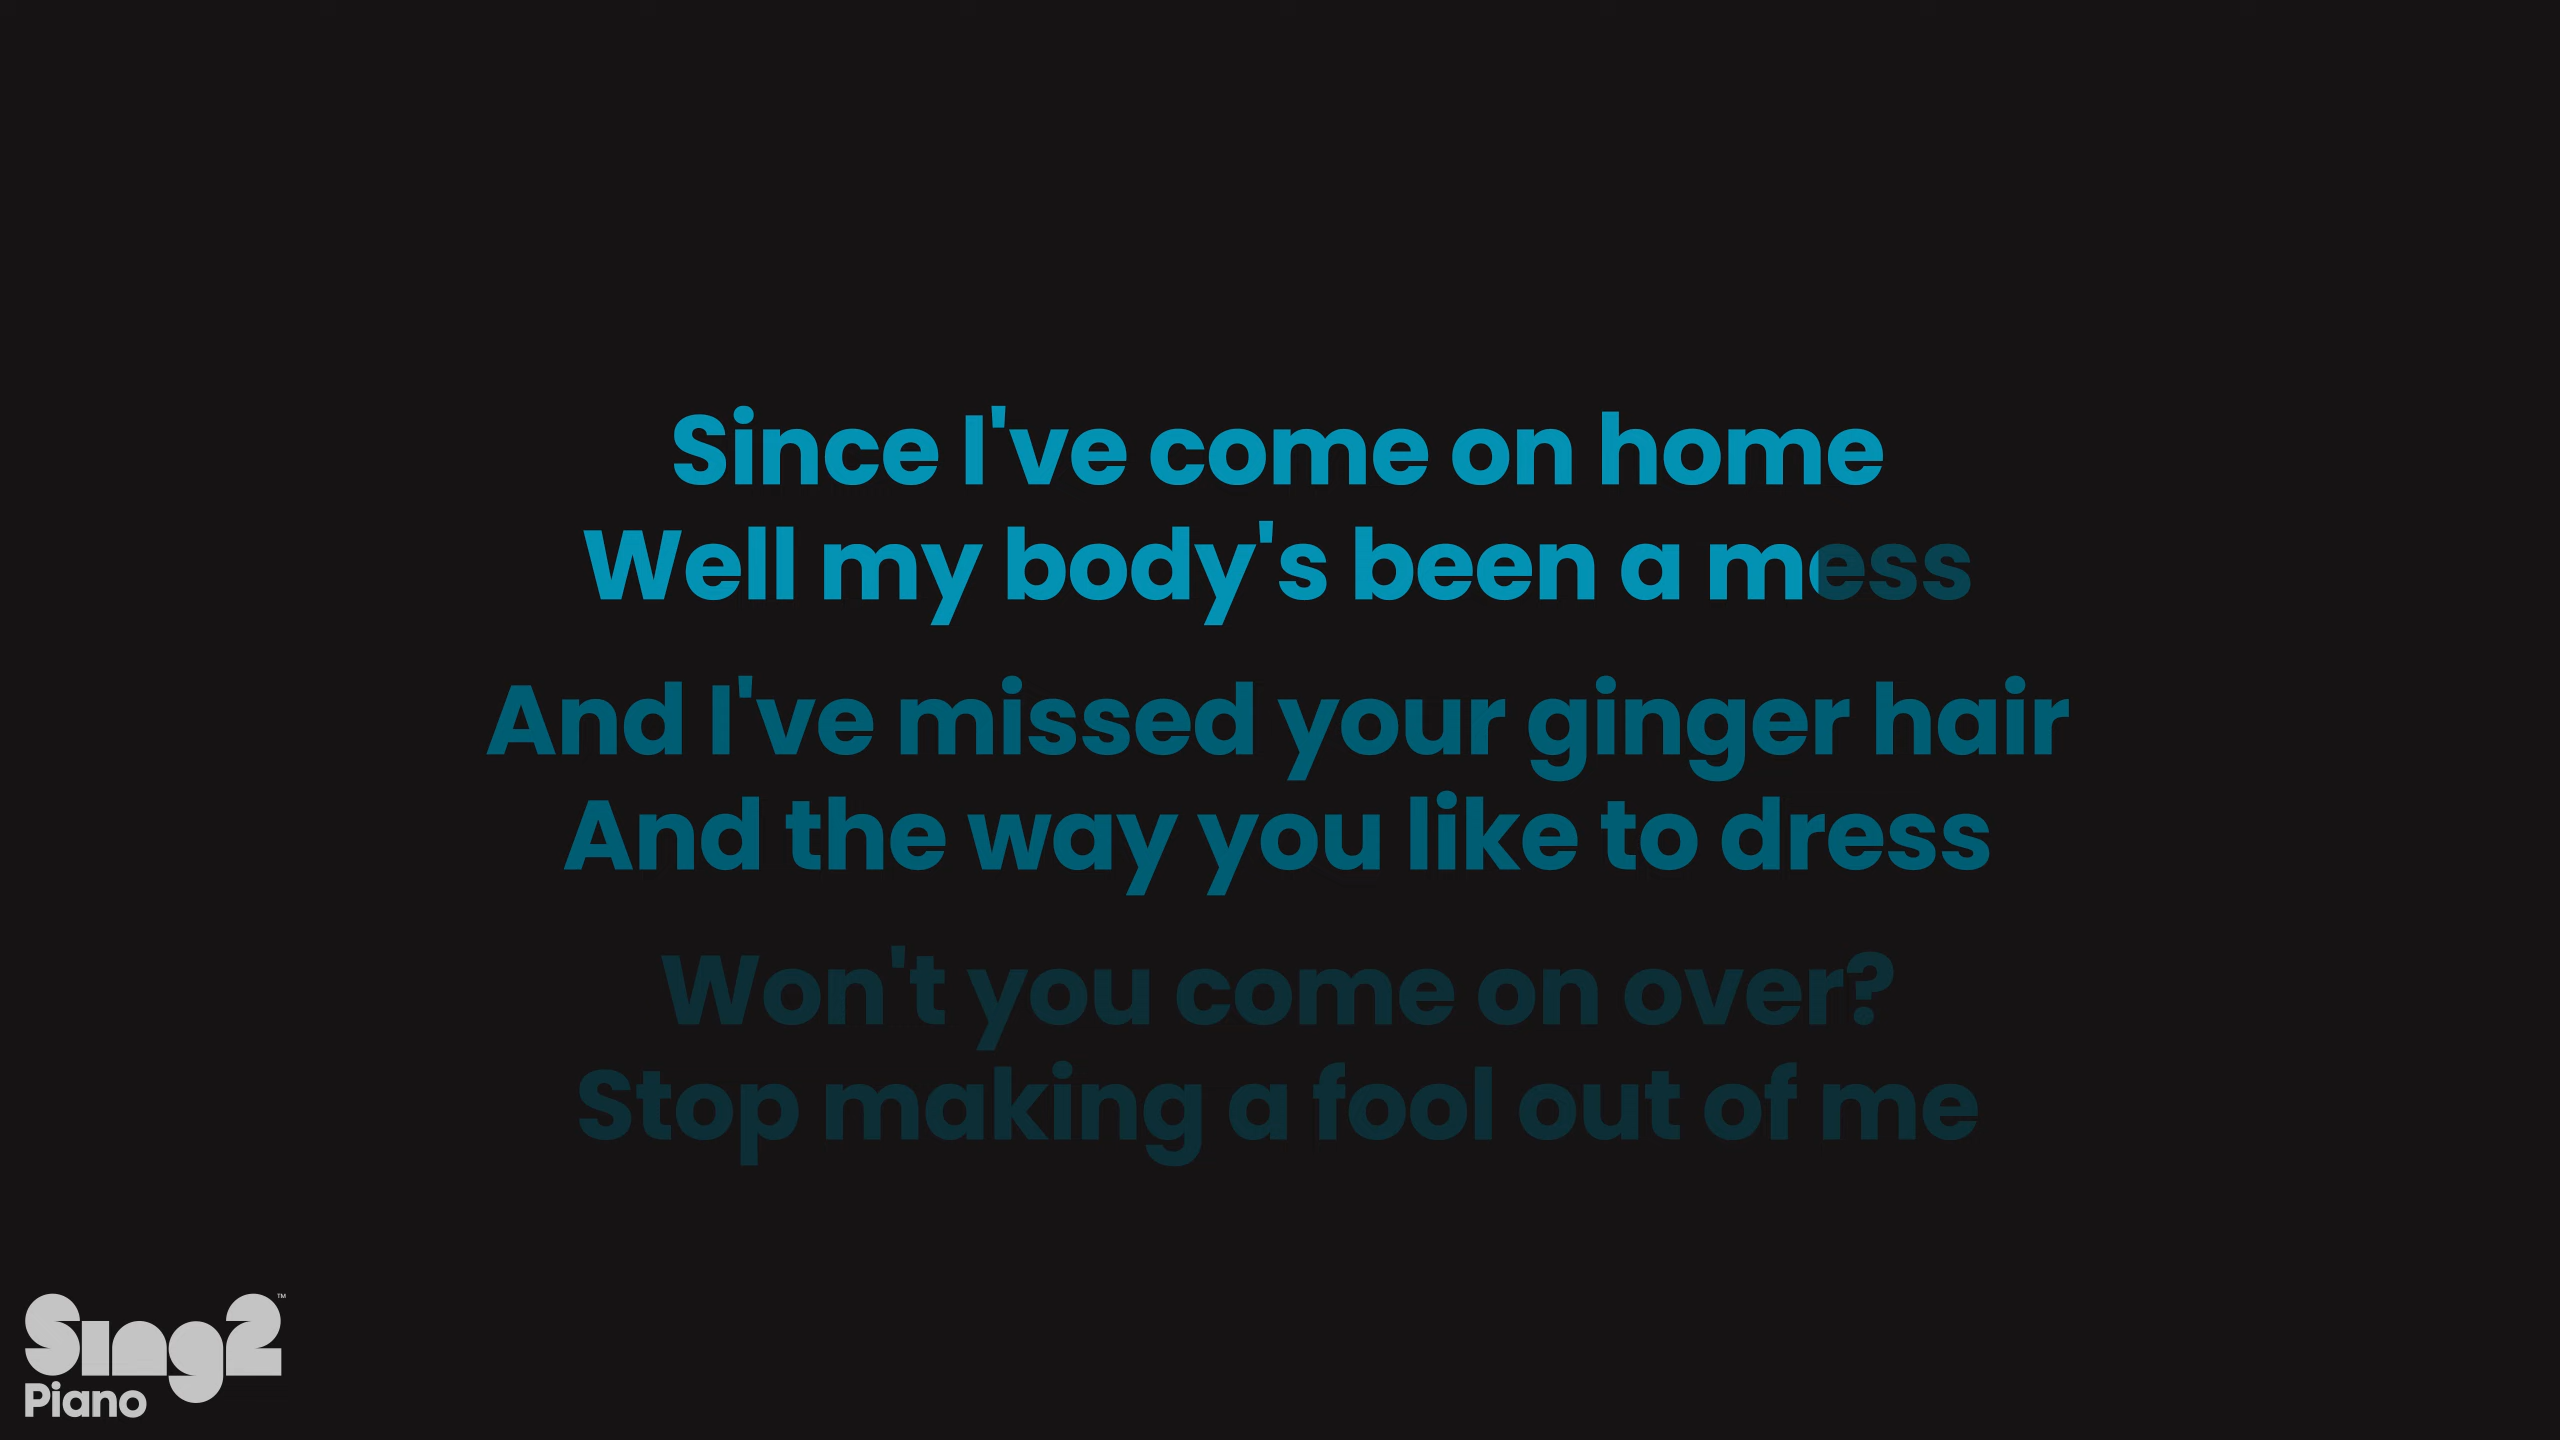 Since I've come on home
Well my body's been a mess
And I've missed your ginger hair
And the way you like to dress
Won't you come on over?
Stop making a fool out of me
Sing2™
Piano